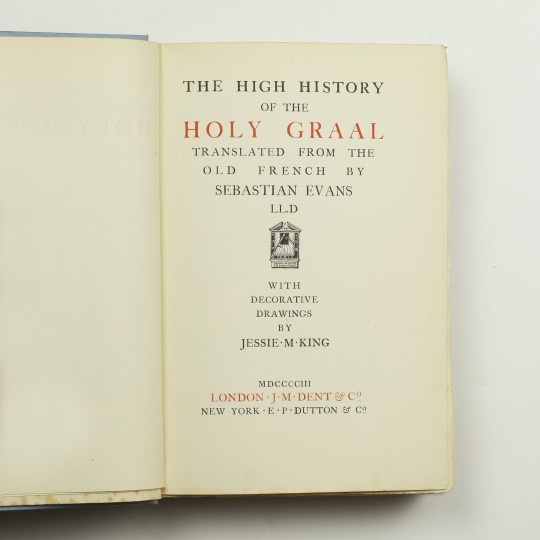 THE HIGH HISTORY
OF THE
HOLY GRAAL
TRANSLATED FROM THE
OLD FRENCH BY
SEBASTIAN EVANS
LL.D
WITH
DECORATIVE
DRAWINGS
BY
JESSIE·M·KING
MDCCCCIII
LONDON·J·M·DENT & Cº
NEW YORK·E·P·DUTTON & Cº